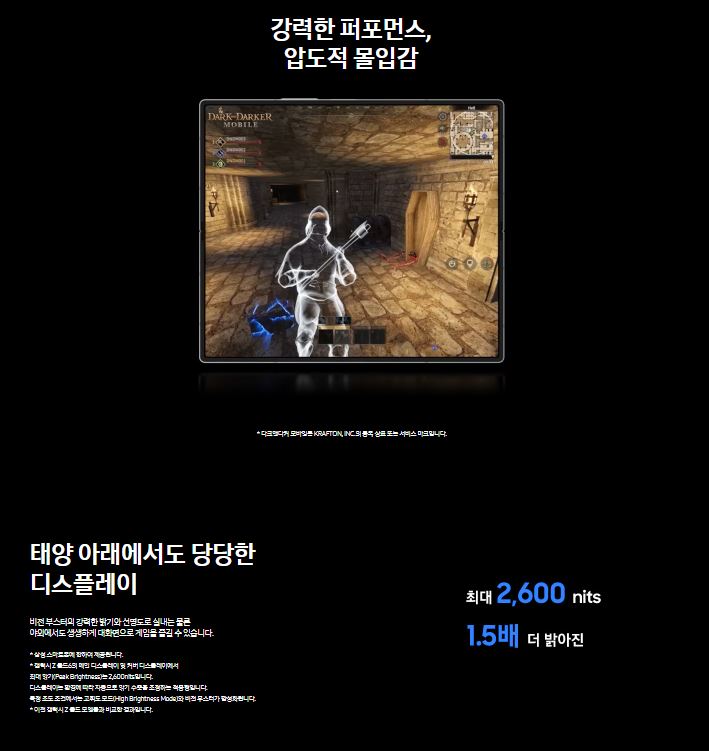 강력한 퍼포먼스,
압도적 몰입감
DARK AND DARKER
MOBILE
Hell
* 다크앤다커 모바일은 KRAFTON, INC.의 등록 상표 또는 서비스 마크입니다.
태양 아래에서도 당당한
디스플레이
비전 부스터의 강력한 밝기와 선명도로 실내는 물론
야외에서도 생생하게 대화면으로 게임을 즐길 수 있습니다.
* 삼성 스마트폰에 한하여 제공됩니다.
* 갤럭시 Z 폴드6의 메인 디스플레이 및 커버 디스플레이에서
최대 밝기(Peak Brightness)는 2,600nits입니다.
디스플레이는 환경에 따라 자동으로 밝기 수준을 조정하는 적응형입니다.
특정 조도 조건에서는 고휘도 모드(High Brightness Mode)와 비전 부스터가 활성화됩니다.
* 이전 갤럭시 Z 폴드 모델들과 비교한 결과입니다.
최대 2,600 nits
1.5배 더 밝아진